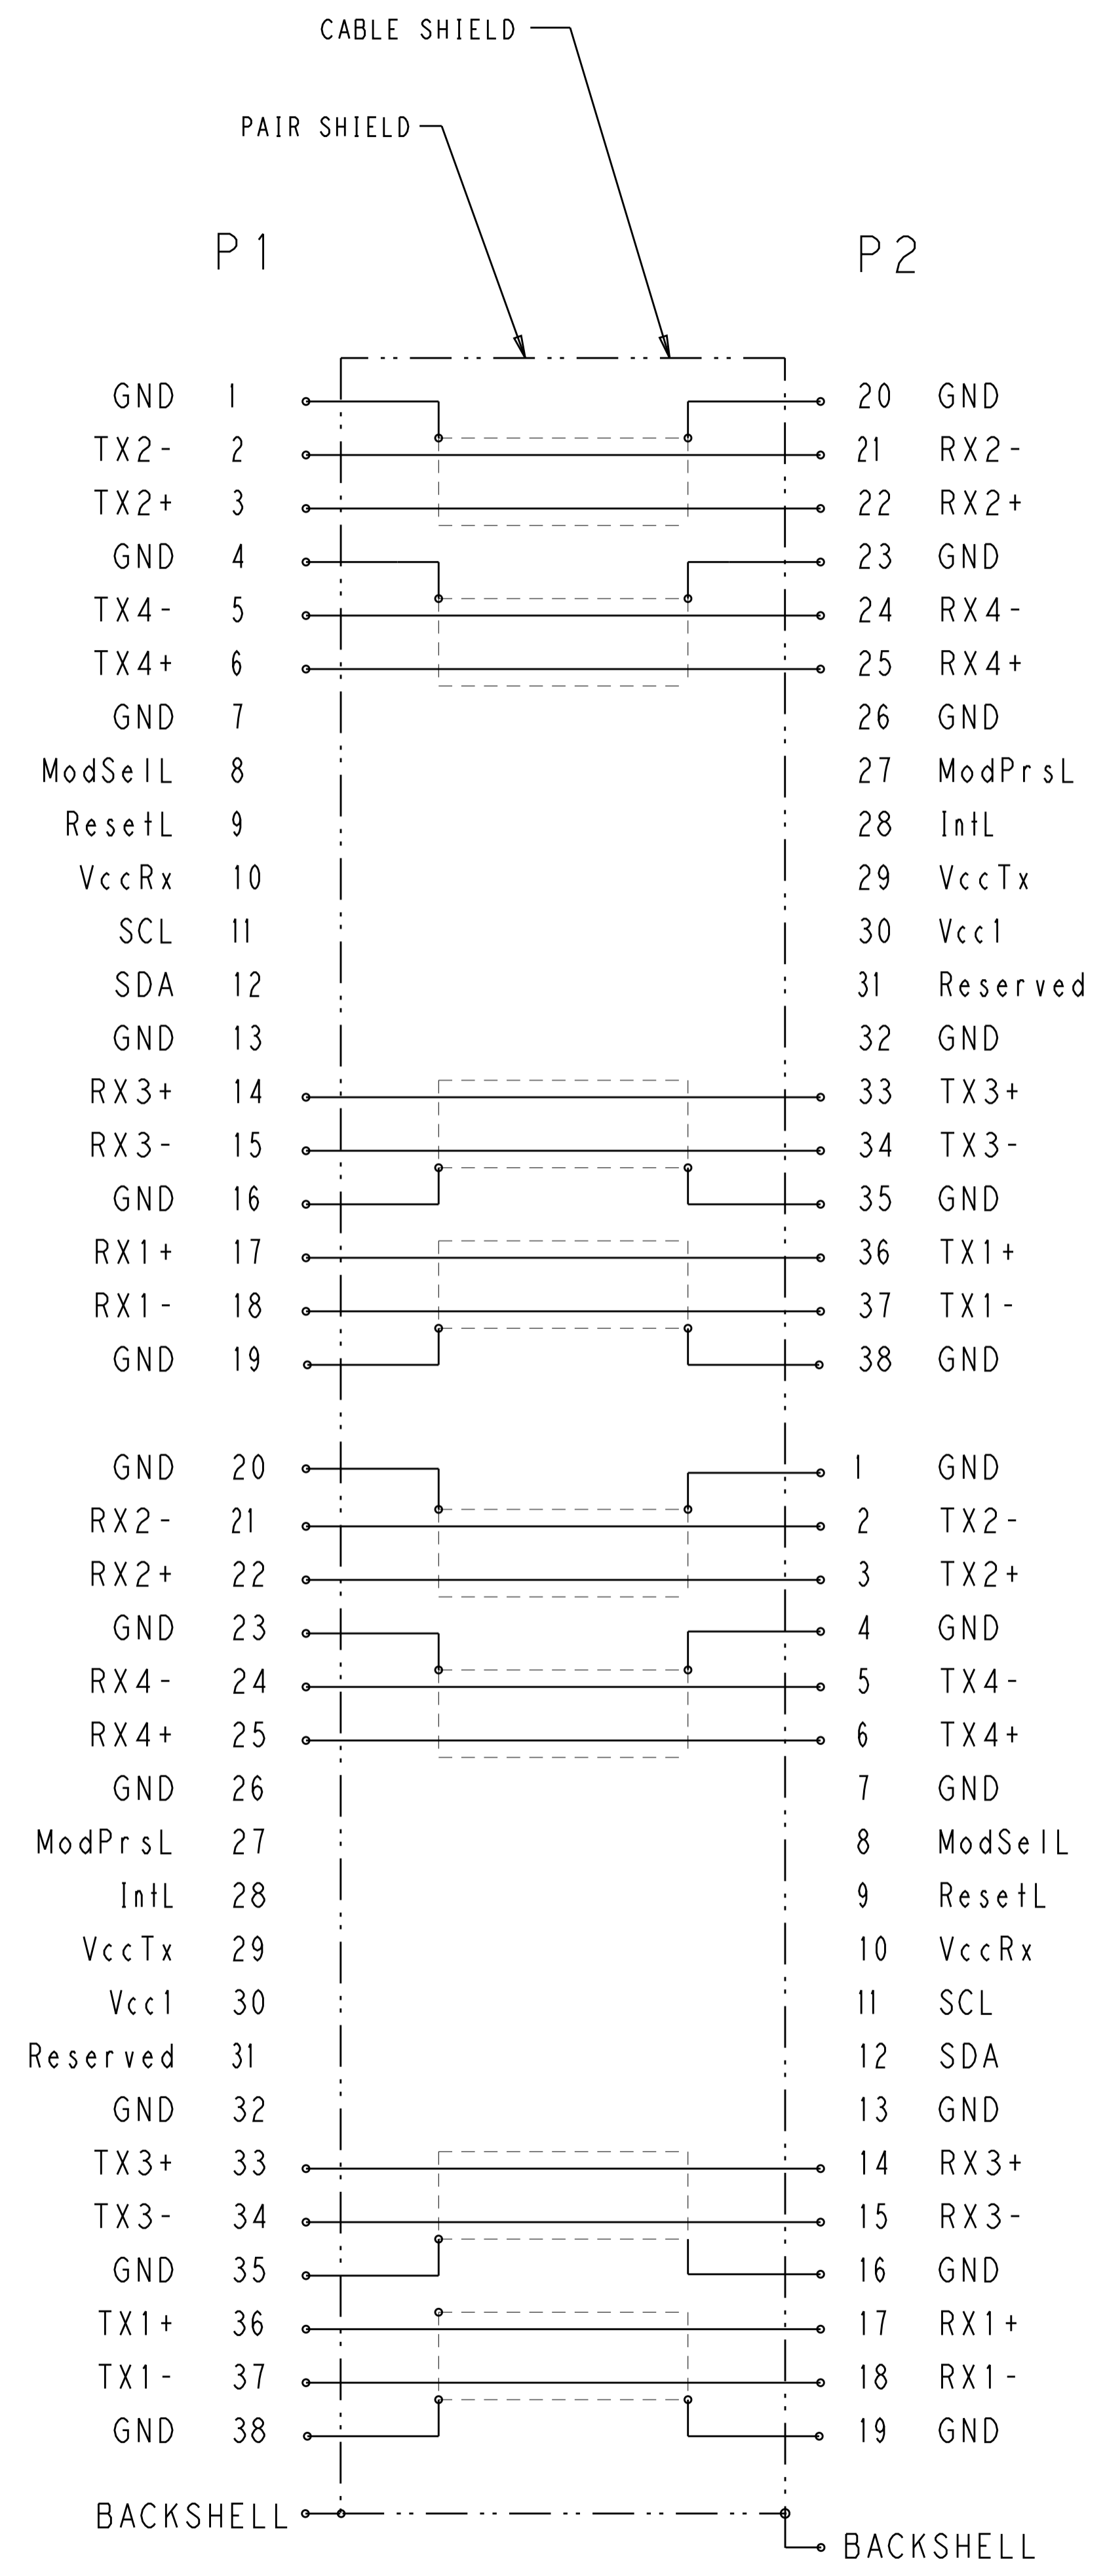 CABLE SHIELD
PAIR SHIELD
P1 P2
GND 1 20 GND
TX2- 2 21 RX2-
TX2+ 3 22 RX2+
GND 4 23 GND
TX4- 5 24 RX4-
TX4+ 6 25 RX4+
GND 7 26 GND
ModSelL 8 27 ModPrsL
ResetL 9 28 IntL
VccRx 10 29 VccTx
SCL 11 30 Vcc1
SDA 12 31 Reserved
GND 13 32 GND
RX3+ 14 33 TX3+
RX3- 15 34 TX3-
GND 16 35 GND
RX1+ 17 36 TX1+
RX1- 18 37 TX1-
GND 19 38 GND
GND 20 1 GND
RX2- 21 2 TX2-
RX2+ 22 3 TX2+
GND 23 4 GND
RX4- 24 5 TX4-
RX4+ 25 6 TX4+
GND 26 7 GND
ModPrsL 27 8 ModSelL
IntL 28 9 ResetL
VccTx 29 10 VccRx
Vcc1 30 11 SCL
Reserved 31 12 SDA
GND 32 13 GND
TX3+ 33 14 RX3+
TX3- 34 15 RX3-
GND 35 16 GND
TX1+ 36 17 RX1+
TX1- 37 18 RX1-
GND 38 19 GND
BACKSHELL
BACKSHELL